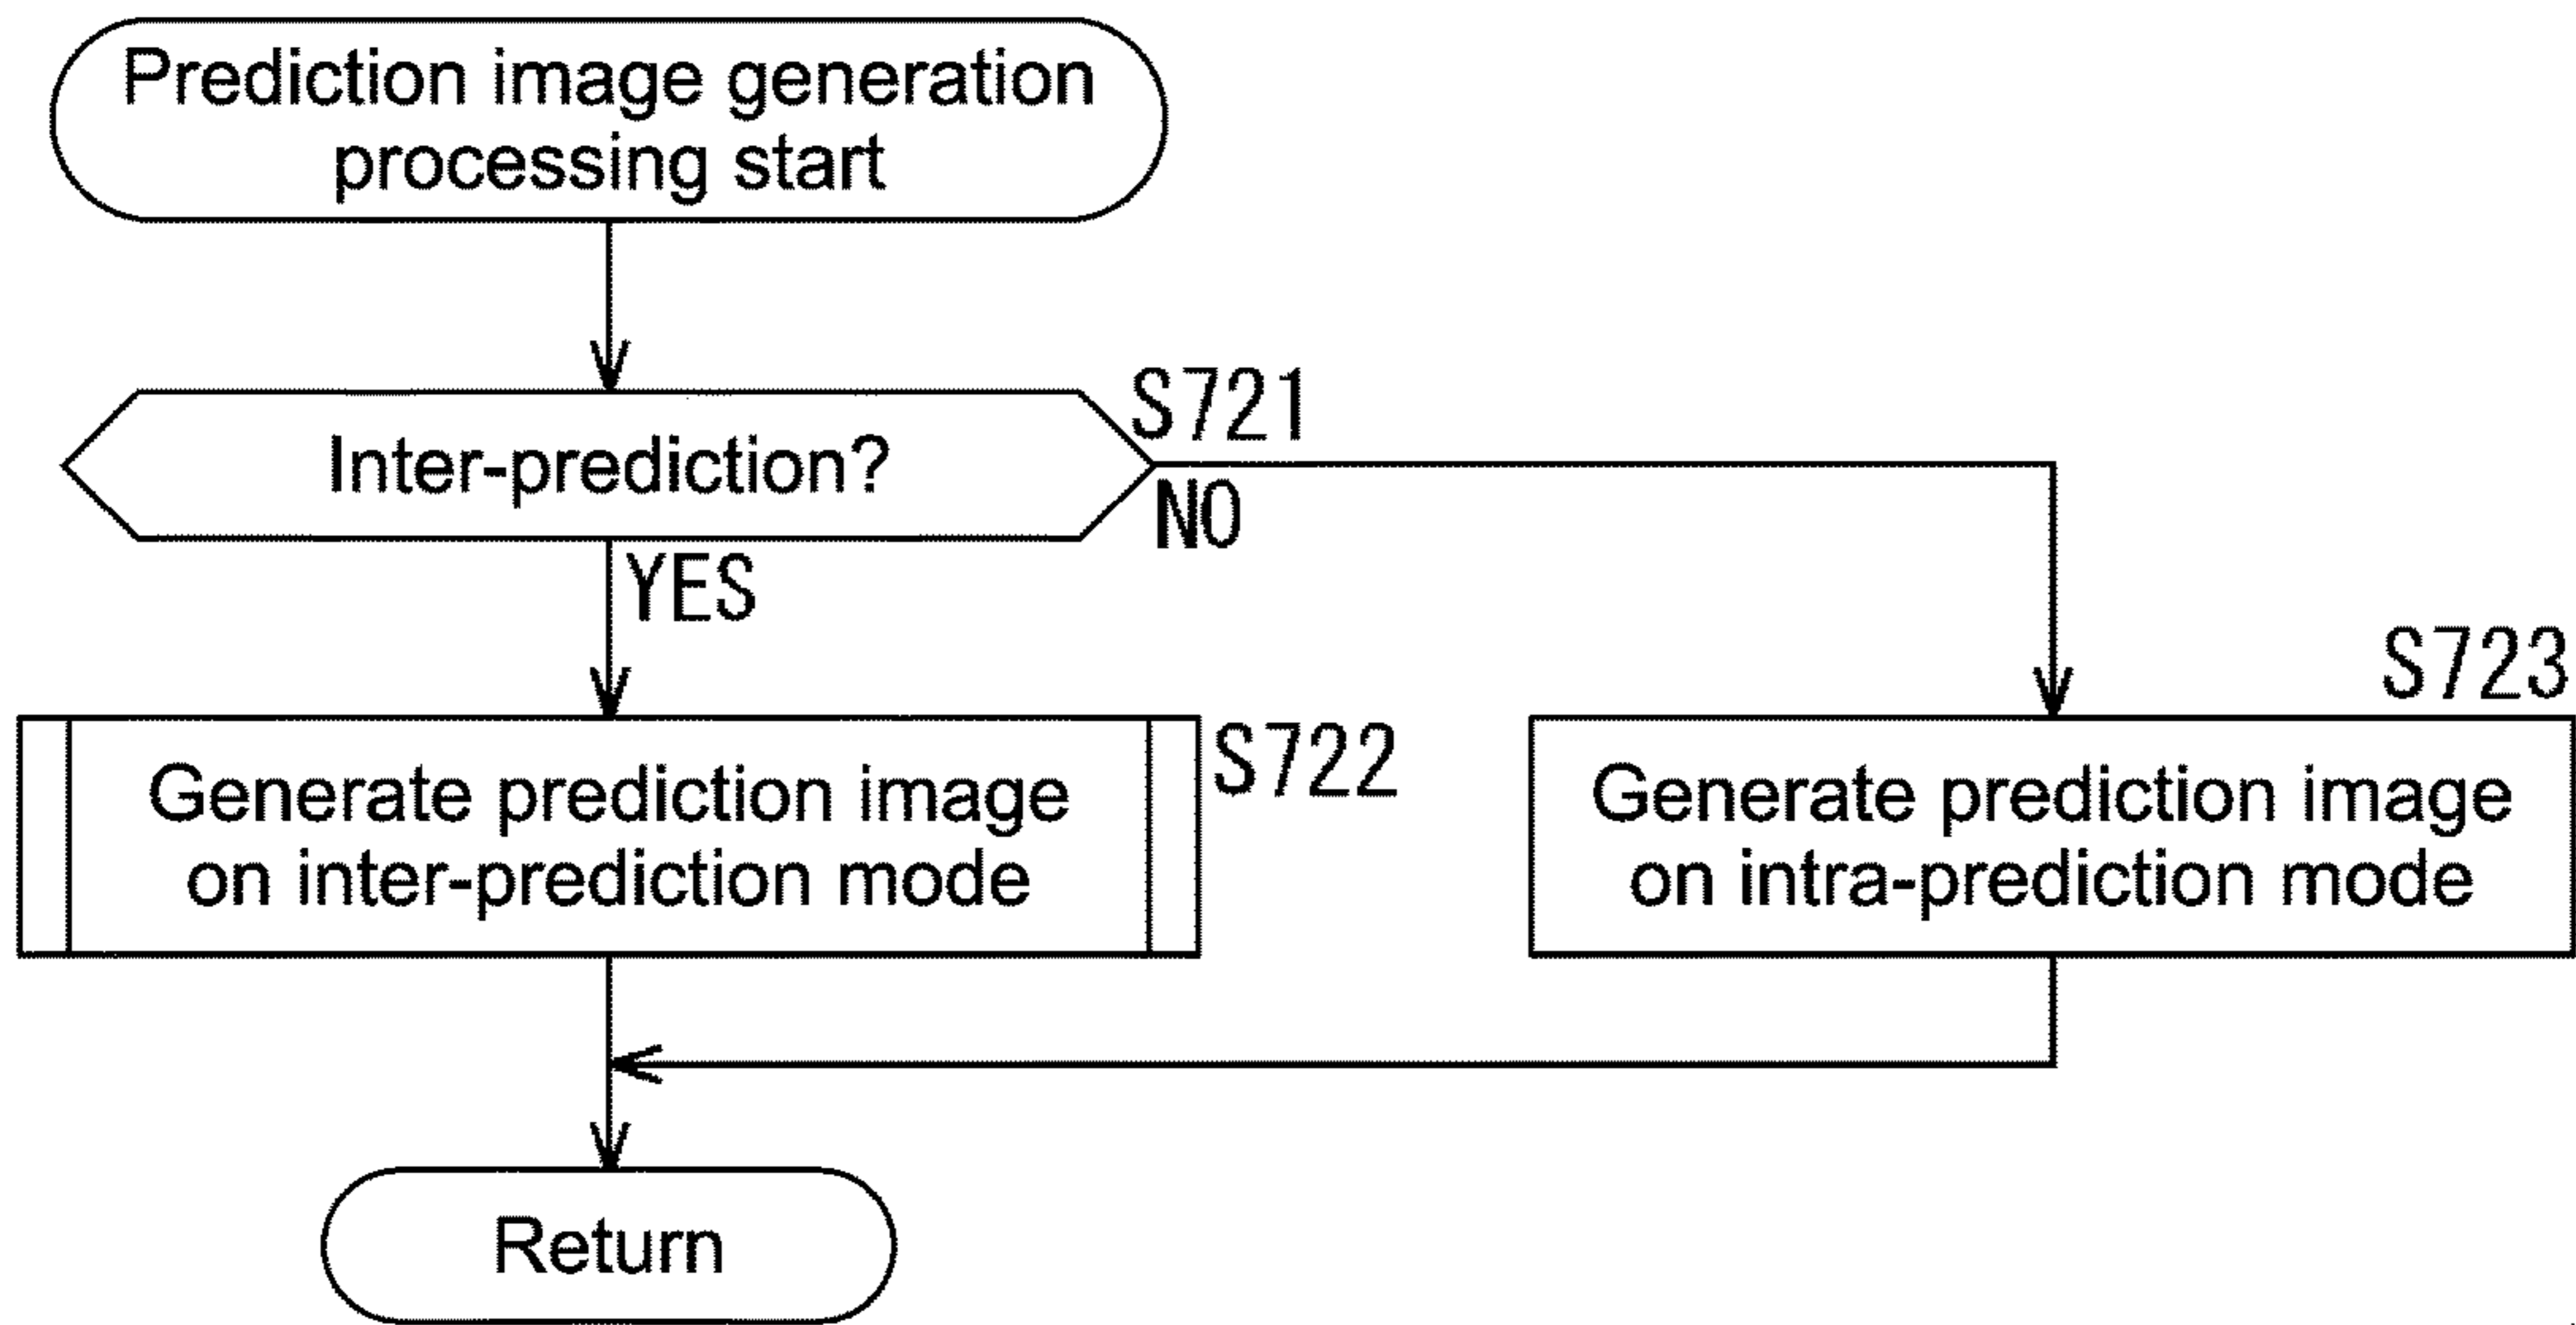 Prediction image generation
processing start
S721
Inter-prediction?
NO
YES
S723
S722
Generate prediction image
on inter-prediction mode
Generate prediction image
on intra-prediction mode
Return